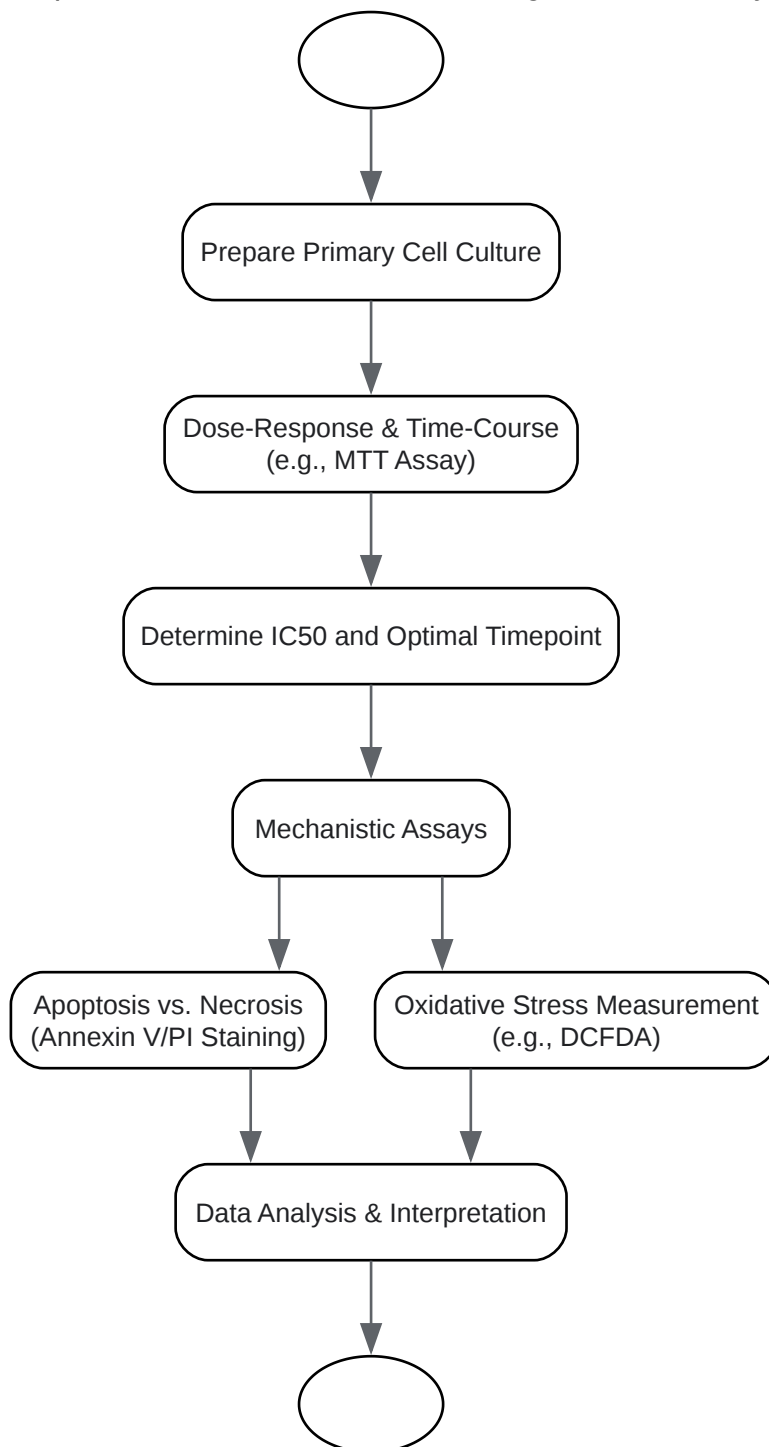 Prepare Primary Cell Culture
Dose-Response & Time-Course
(e.g., MTT Assay)
Determine IC50 and Optimal Timepoint
Mechanistic Assays
Apoptosis vs. Necrosis
(Annexin V/PI Staining)
Oxidative Stress Measurement
(e.g., DCFDA)
Data Analysis & Interpretation